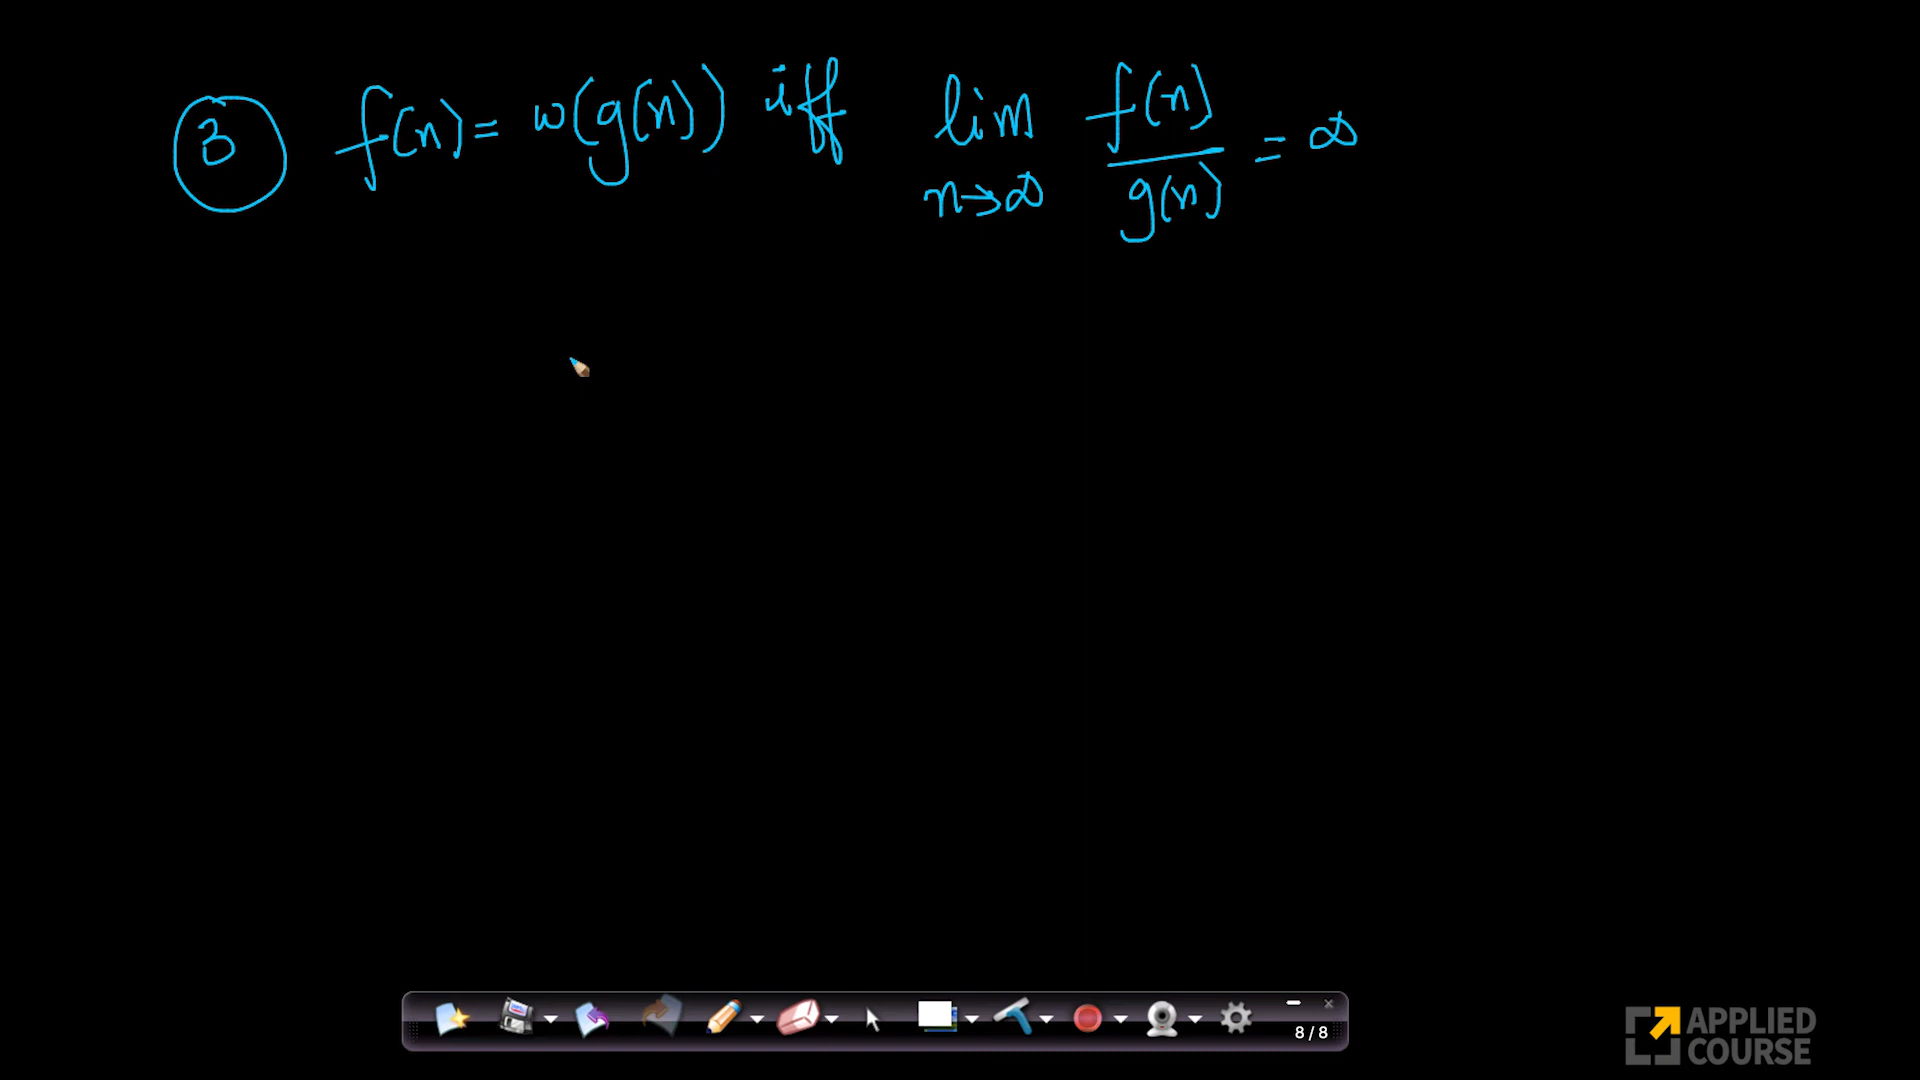 ③ f(n) = ω(g(n)) iff lim n→∞ f(n)/g(n) = ∞
8/8
APPLIED
COURSE